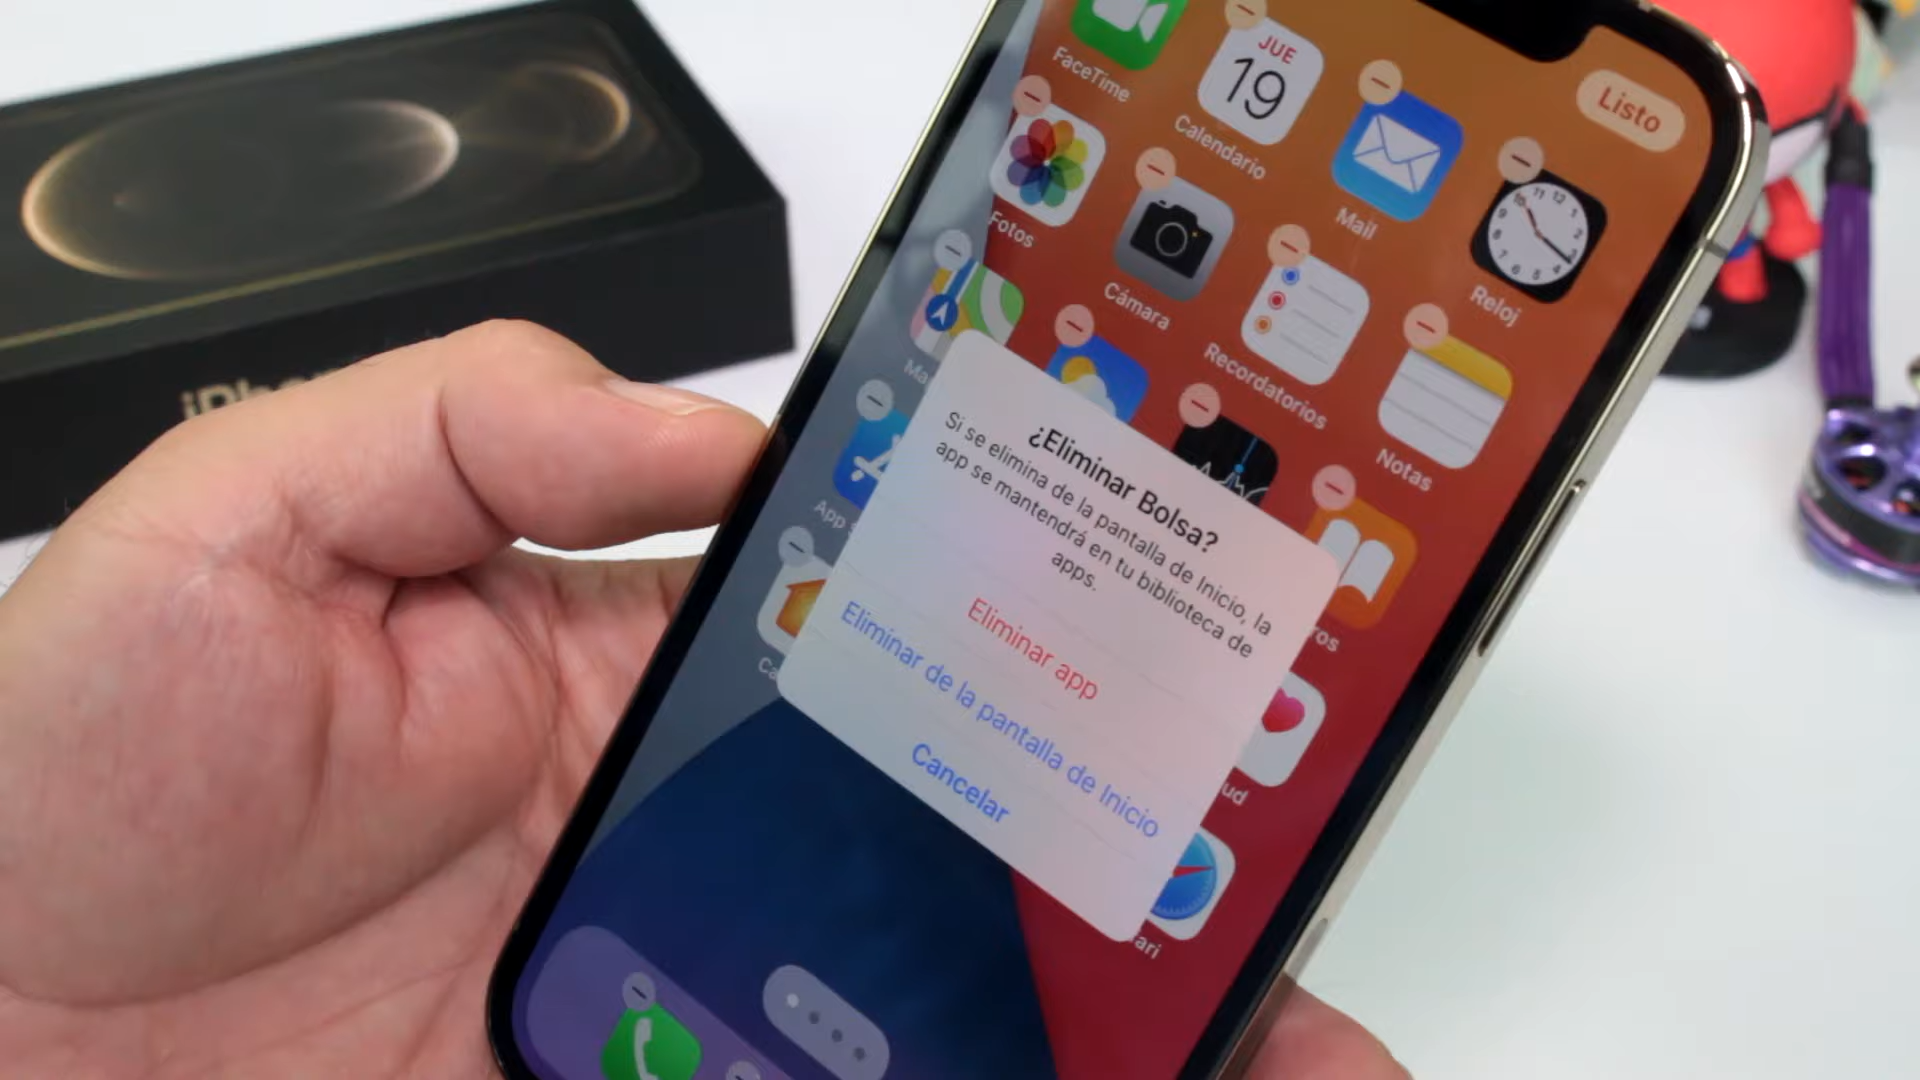 FaceTime
JUE
19
Calendario
Mail
Listo
Reloj
Fotos
Cámara
Recordatorios
Notas
¿Eliminar Bolsa?
Si se elimina de la pantalla de Inicio, la
app se mantendrá en tu biblioteca de
apps.
Eliminar app
Eliminar de la pantalla de Inicio
Cancelar